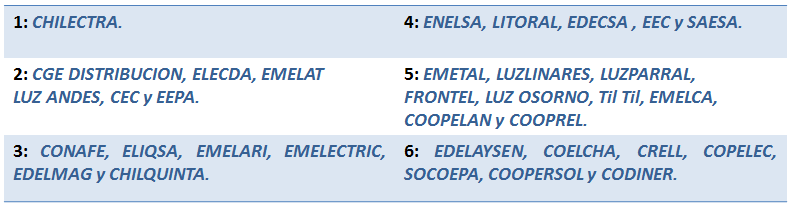 1: CHILECTRA.
4: ENELSA, LITORAL, EDECSA , EEC y SAESA.
2: CGE DISTRIBUCION, ELECDA, EMELAT
LUZ ANDES, CEC y EEPA.
5: EMETAL, LUZLINARES, LUZPARRAL,
FRONTEL, LUZ OSORNO, Til Til, EMELCA,
COOPELAN y COOPREL.
3: CONAFE, ELIQSA, EMELARI, EMELECTRIC,
EDELMAG y CHILQUINTA.
6: EDELAYSEN, COELCHA, CRELL, COPELEC,
SOCOEPA, COOPERSOL y CODINER.